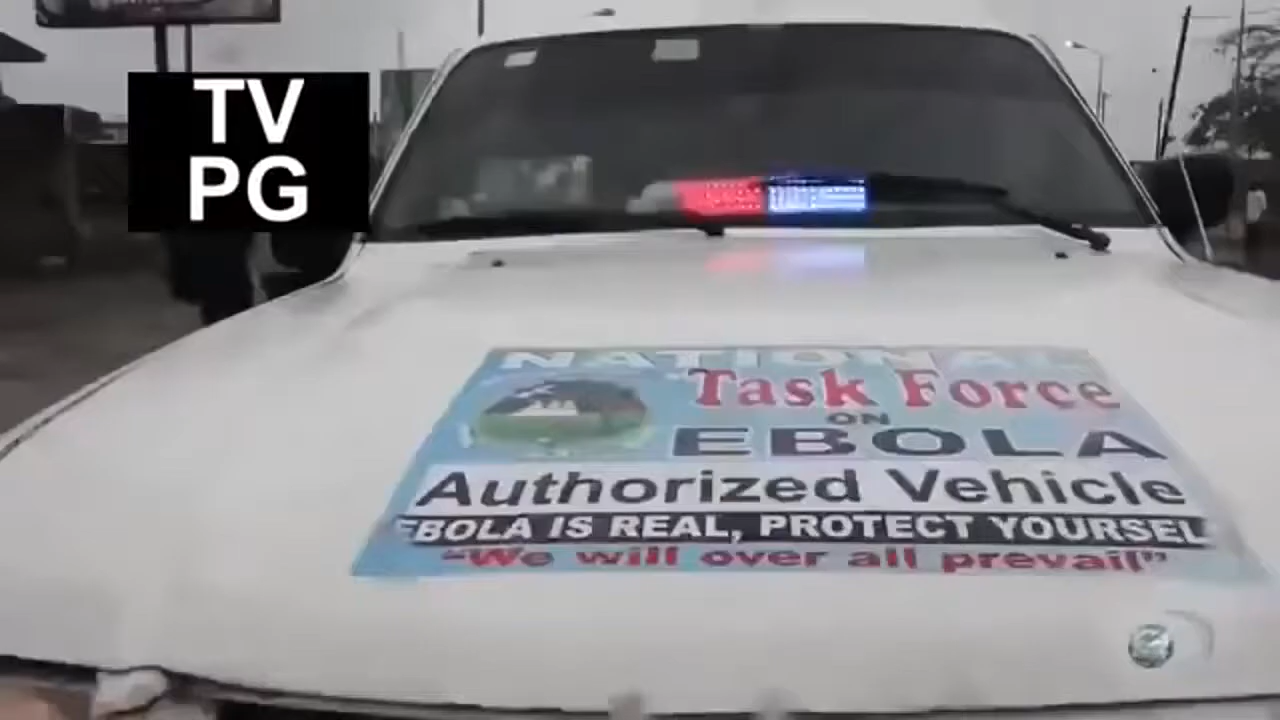 TV
PG
NATIONAL
Task Force
ON
EBOLA
Authorized Vehicle
EBOLA IS REAL, PROTECT YOURSEL
"We will over all prevail"